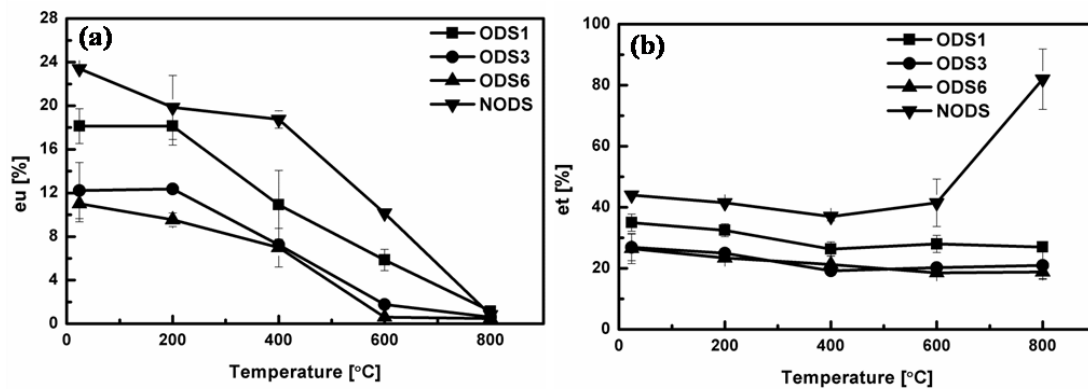 (a)
ODS1
ODS3
ODS6
NODS
eu [%]
28
24
20
16
12
8
4
0
0 200 400 600 800
Temperature [°C]
(b)
ODS1
ODS3
ODS6
NODS
et [%]
100
80
60
40
20
0
0 200 400 600 800
Temperature [°C]